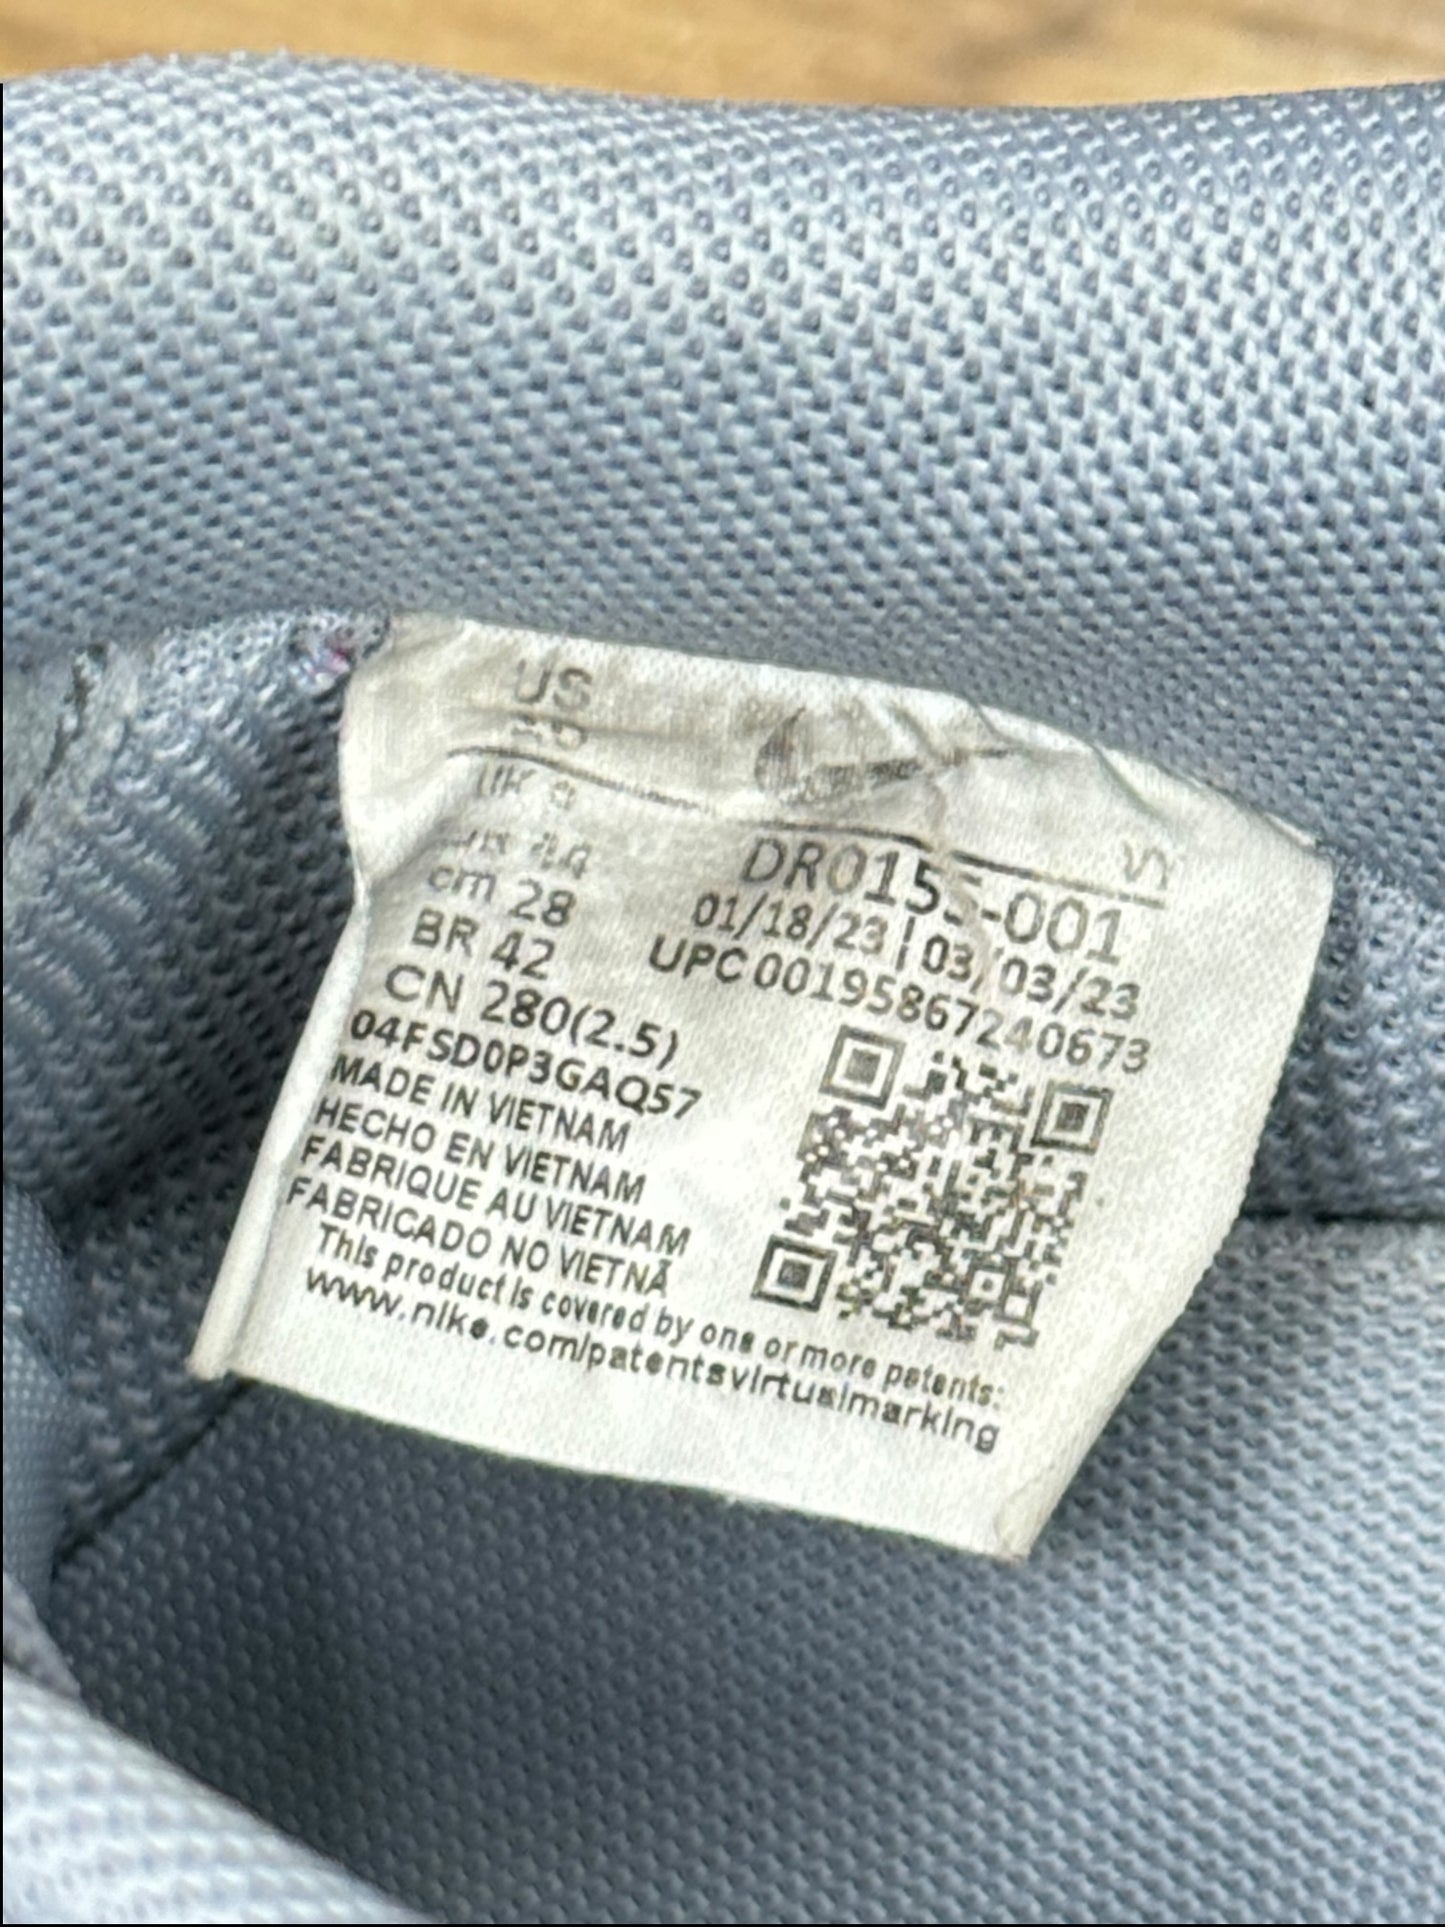 US
UK 9
cm 28
BR 42
CN 280(2.5)
04FSD0P3GAQ57
MADE IN VIETNAM
HECHO EN VIETNAM
FABRIQUE AU VIETNAM
FABRICADO NO VIETNÃ
DR0155-001
01/18/23 | 03/03/23
UPC 00195867240673
This product is covered by one or more patents:
www.nike.com/patentsvirtualmarking